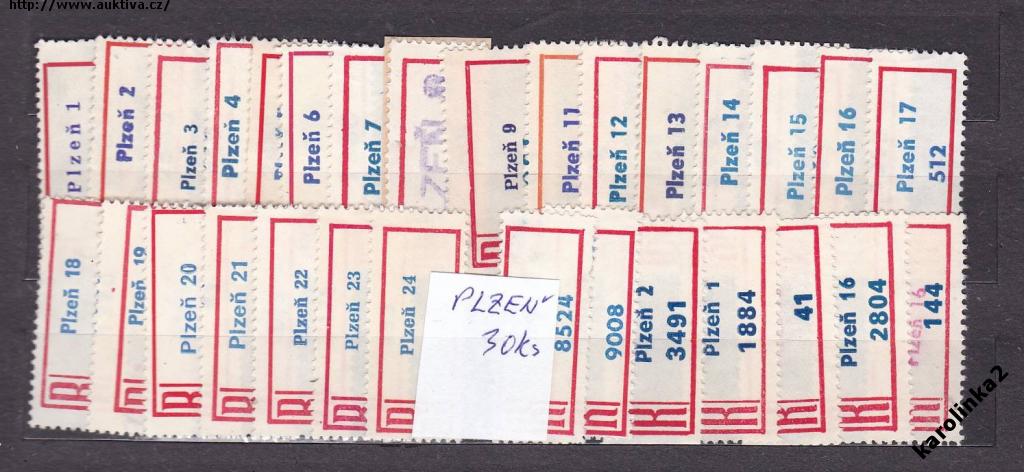 http://www.auktiva.cz/
Plzeň 1
Plzeň 2
Plzeň 3
Plzeň 4
Plzeň 6
Plzeň 7
Plzeň 9
Plzeň 11
Plzeň 12
Plzeň 13
Plzeň 14
Plzeň 15
Plzeň 16
Plzeň 17
512
Plzeň 18
R
Plzeň 19
Plzeň 20
R
Plzeň 21
R
Plzeň 22
R
Plzeň 23
R
Plzeň 24
R
PLZEŇ
30ks
8524
9008
Plzeň 2
3491
R
Plzeň 1
1884
R
41
R
Plzeň 16
2804
R
Plzeň 16
144
karolinka2